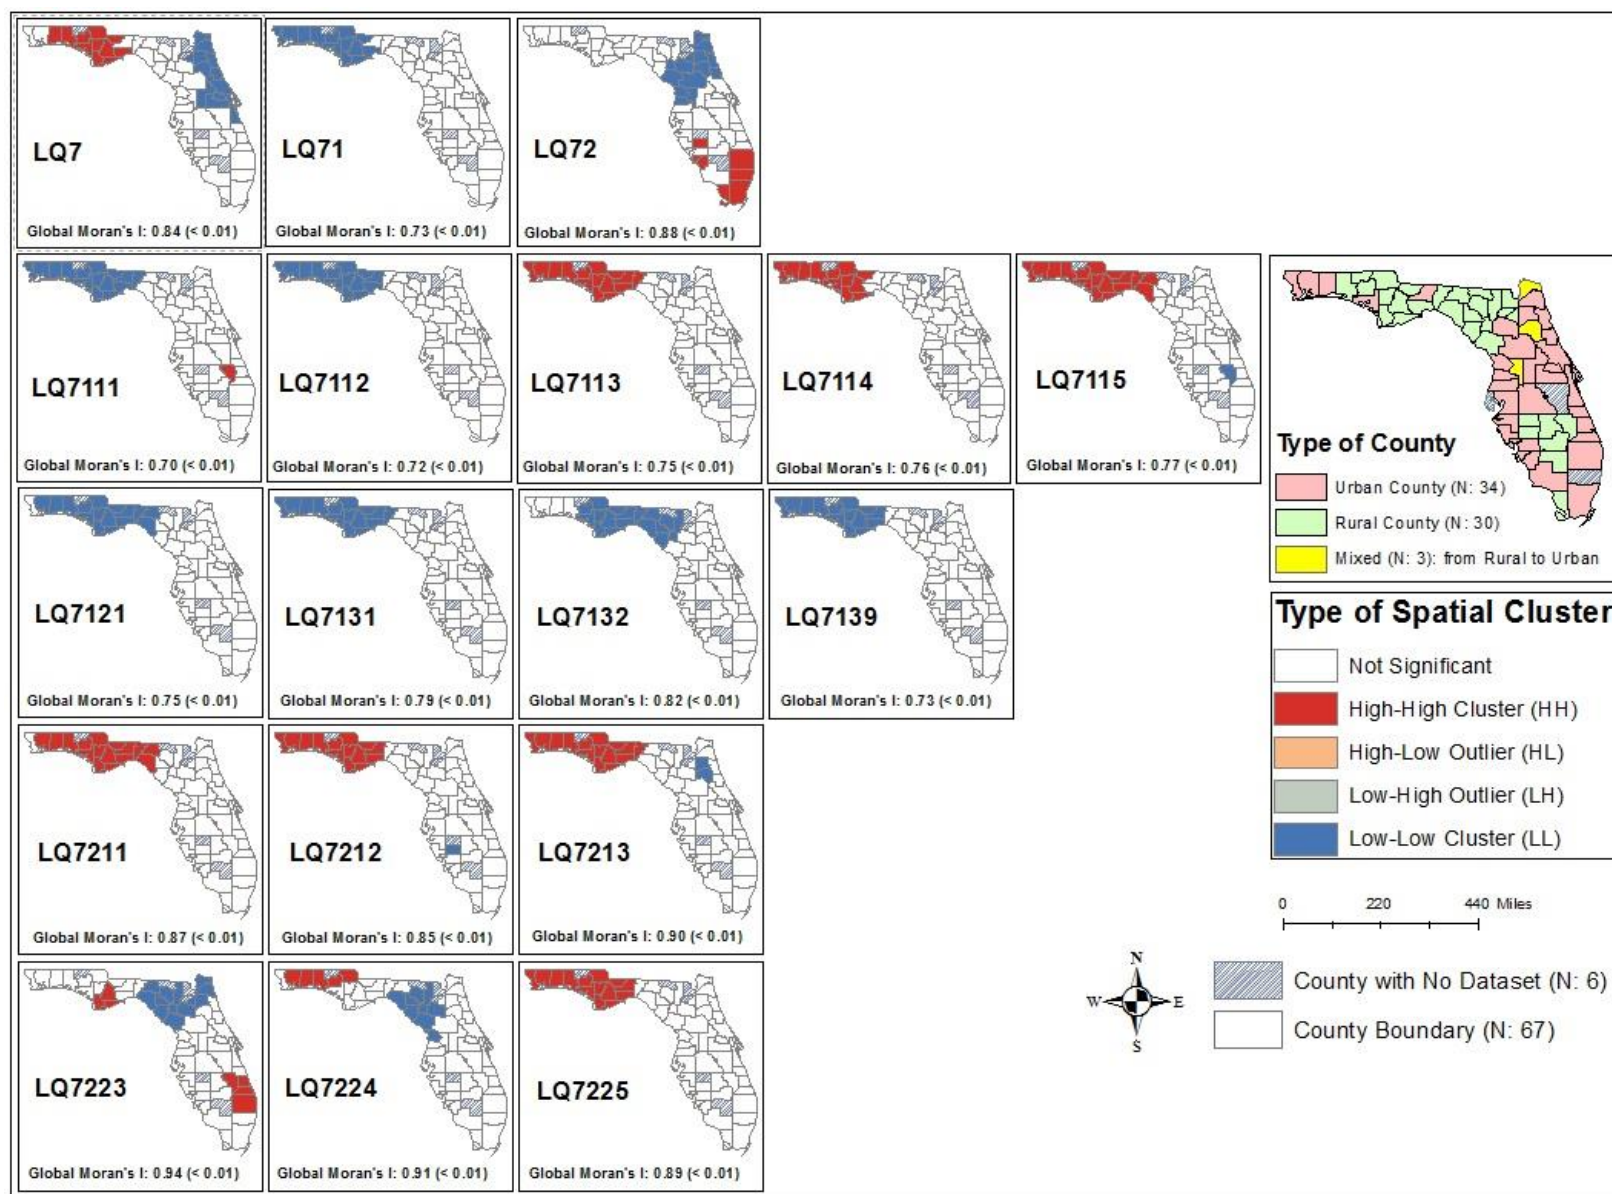 LQ7
Global Moran's I: 0.84 (< 0.01)
LQ71
Global Moran's I: 0.73 (< 0.01)
LQ72
Global Moran's I: 0.88 (< 0.01)
LQ7111
Global Moran's I: 0.70 (< 0.01)
LQ7112
Global Moran's I: 0.72 (< 0.01)
LQ7113
Global Moran's I: 0.75 (< 0.01)
LQ7114
Global Moran's I: 0.76 (< 0.01)
LQ7115
Global Moran's I: 0.77 (< 0.01)
Type of County
Urban County (N: 34)
Rural County (N: 30)
Mixed (N: 3): from Rural to Urban
LQ7121
Global Moran's I: 0.75 (< 0.01)
LQ7131
Global Moran's I: 0.79 (< 0.01)
LQ7132
Global Moran's I: 0.82 (< 0.01)
LQ7139
Global Moran's I: 0.73 (< 0.01)
Type of Spatial Cluster
Not Significant
High-High Cluster (HH)
High-Low Outlier (HL)
Low-High Outlier (LH)
Low-Low Cluster (LL)
LQ7211
Global Moran's I: 0.87 (< 0.01)
LQ7212
Global Moran's I: 0.85 (< 0.01)
LQ7213
Global Moran's I: 0.90 (< 0.01)
0 220 440 Miles
LQ7223
Global Moran's I: 0.94 (< 0.01)
LQ7224
Global Moran's I: 0.91 (< 0.01)
LQ7225
Global Moran's I: 0.89 (< 0.01)
N
W E
S
County with No Dataset (N: 6)
County Boundary (N: 67)